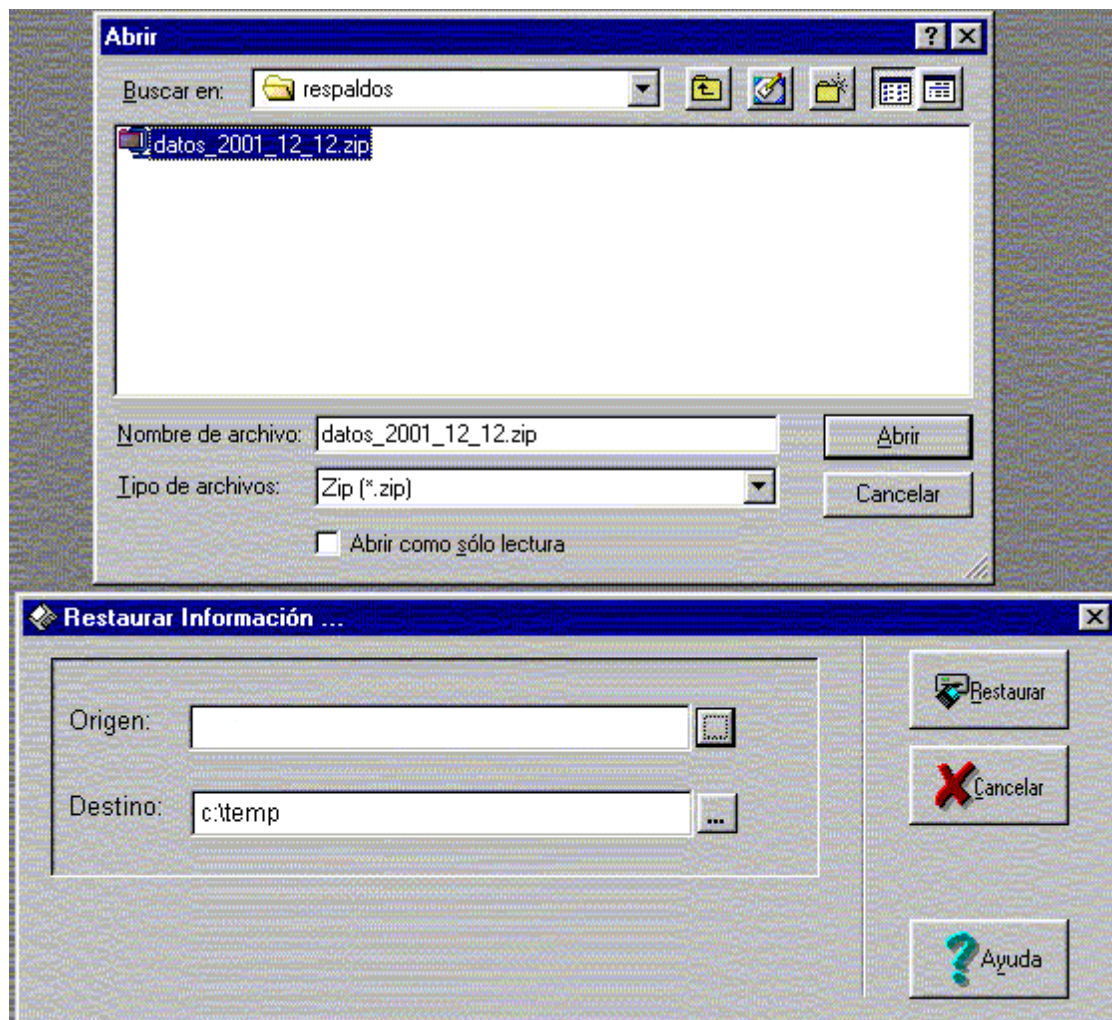 Abrir
Buscar en: respaldos
datos_2001_12_12.zip
Nombre de archivo: datos_2001_12_12.zip Abrir
Tipo de archivos: Zip (*.zip) Cancelar
Abrir como sólo lectura
Restaurar Información ...
Restaurar
Origen: ...
Cancelar
Destino: c:\temp ...
Ayuda